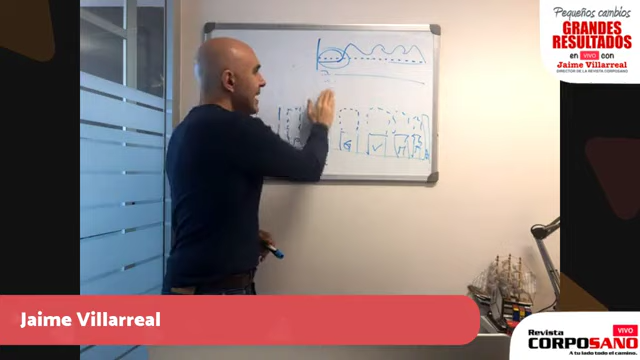 Pequeños cambios
GRANDES
RESULTADOS
en VIVO con
Jaime Villarreal
DIRECTOR DE LA REVISTA CORPOSANO
Jaime Villarreal
Revista VIVO
CORPOSANO
A tu lado todo el camino.